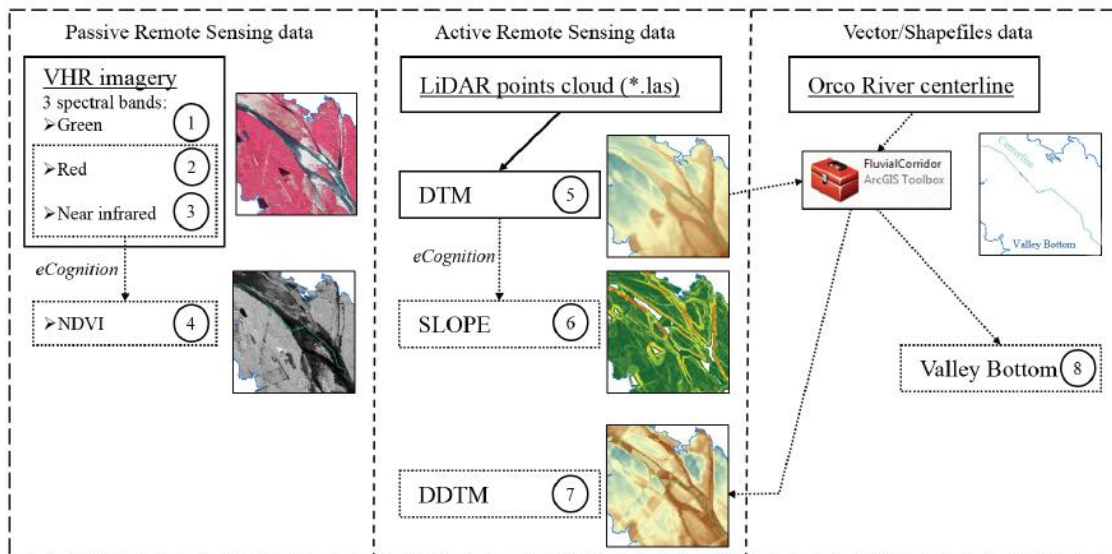 Passive Remote Sensing data
VHR imagery
3 spectral bands:
➢Green
1
➢Red
2
➢Near infrared
3
eCognition
➢NDVI
4
Active Remote Sensing data
LiDAR points cloud (*.las)
DTM
5
eCognition
SLOPE
6
DDTM
7
Vector/Shapefiles data
Orco River centerline
FluvialCorridor
ArcGIS Toolbox
Centerline
Valley Bottom
Valley Bottom
8